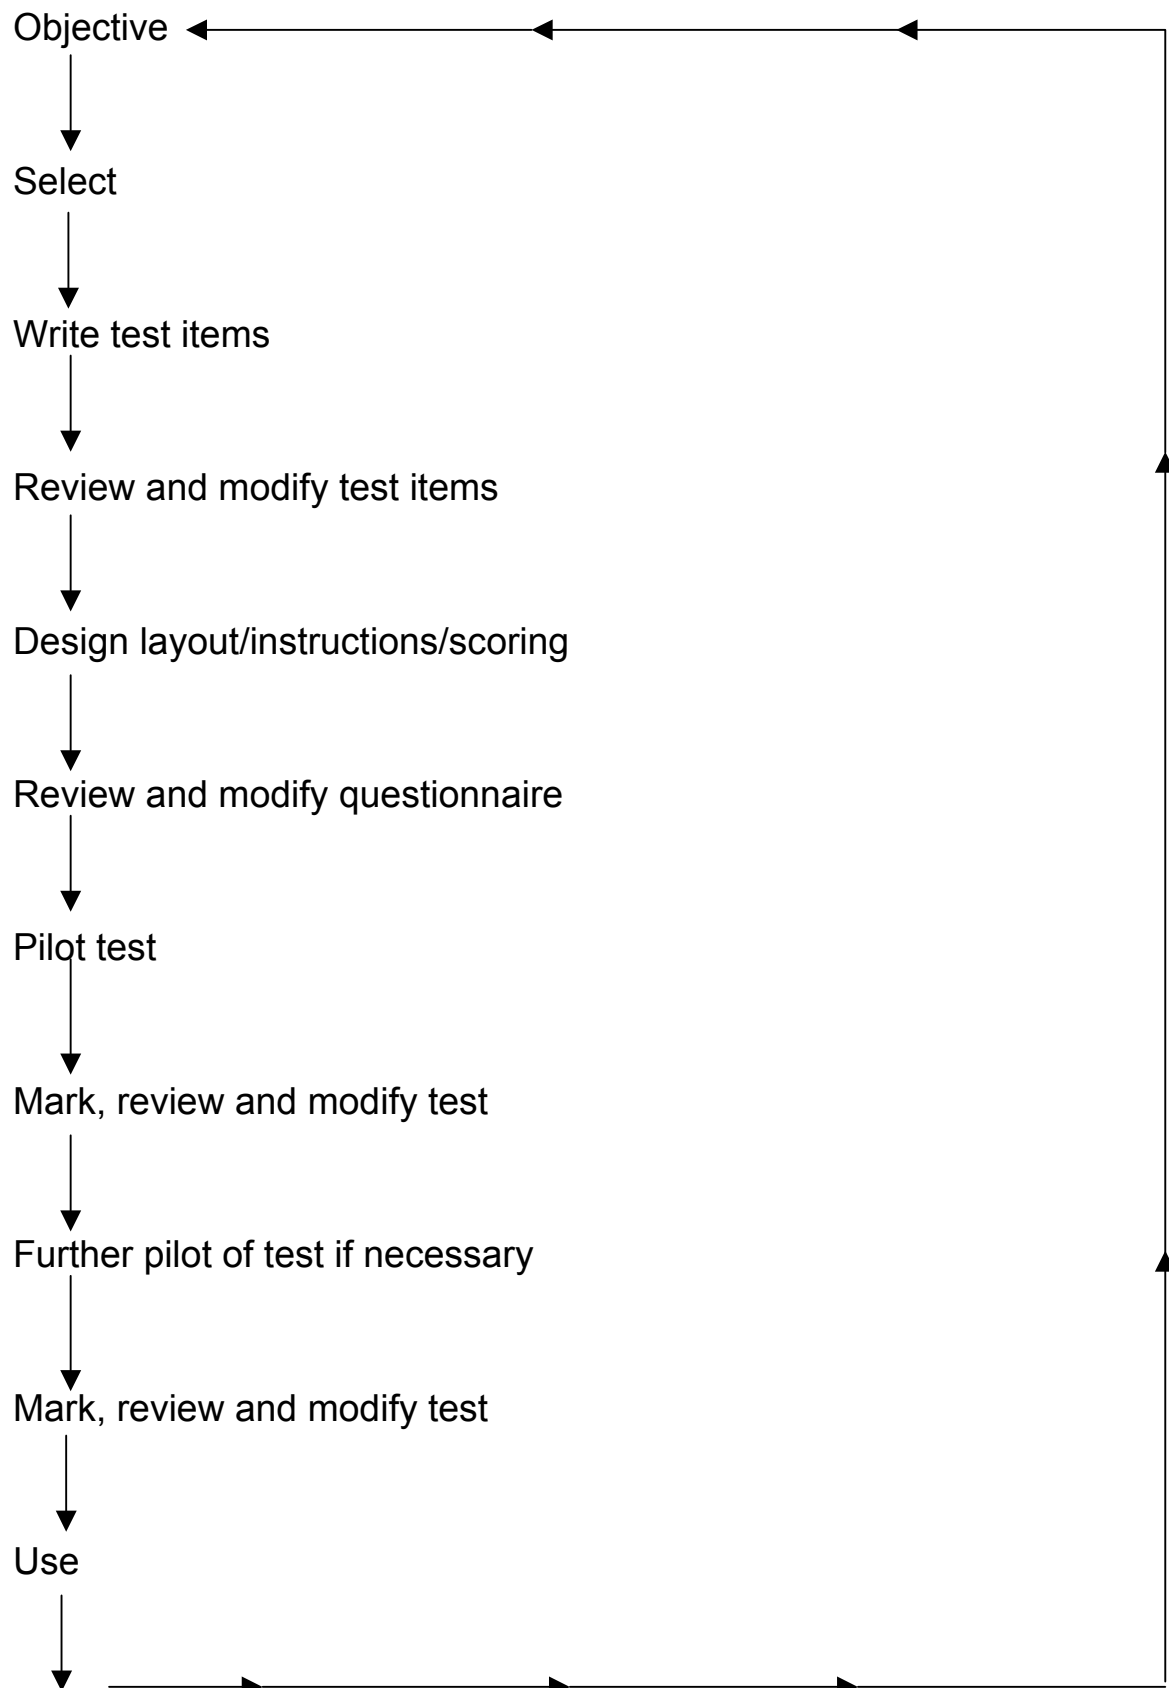 Objective
Select
Write test items
Review and modify test items
Design layout/instructions/scoring
Review and modify questionnaire
Pilot test
Mark, review and modify test
Further pilot of test if necessary
Mark, review and modify test
Use